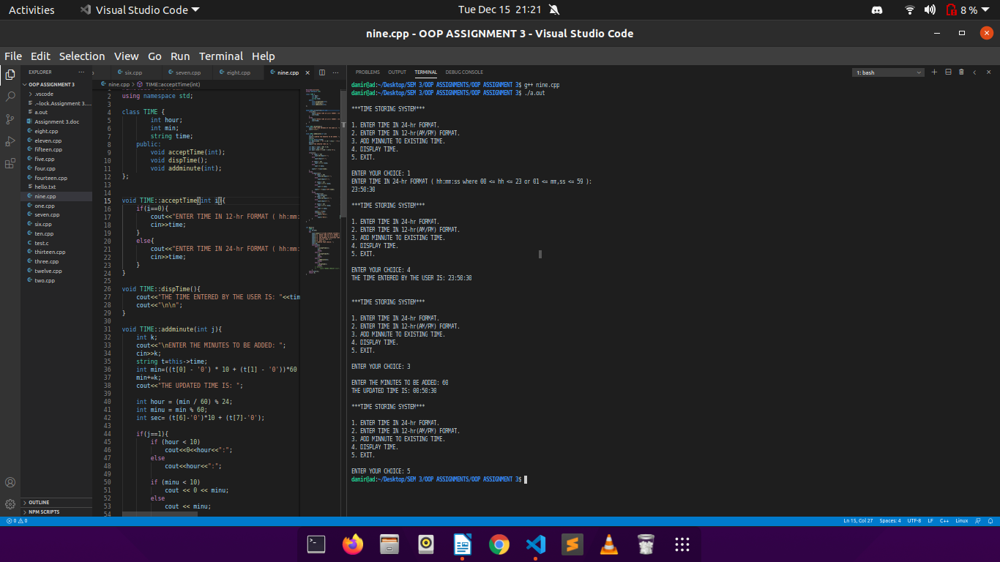 Activities
Visual Studio Code
Tue Dec 15 21:21
8 %
nine.cpp - OOP ASSIGNMENT 3 - Visual Studio Code
File Edit Selection View Go Run Terminal Help
EXPLORER
OOP ASSIGNMENT 3
.vscode
.~lock.Assignment 3....
a.out
Assignment 3.doc
eight.cpp
eleven.cpp
fifteen.cpp
five.cpp
four.cpp
fourteen.cpp
hello.txt
nine.cpp
one.cpp
seven.cpp
six.cpp
ten.cpp
test.c
thirteen.cpp
three.cpp
twelve.cpp
two.cpp
OUTLINE
NPM SCRIPTS
six.cpp seven.cpp eight.cpp nine.cpp
nine.cpp > TIME::acceptTime(int)
2 using namespace std;
3
4 class TIME {
5 int hour;
6 int min;
7 string time;
8 public:
9 void acceptTime(int);
10 void dispTime();
11 void addminute(int);
12 };
13
14
15 void TIME::acceptTime(int i){
16 if(i==0){
17 cout<<"ENTER TIME IN 12-hr FORMAT ( hh:mm:
18 cin>>time;
19 }
20 else{
21 cout<<"ENTER TIME IN 24-hr FORMAT ( hh:mm:
22 cin>>time;
23 }
24 }
25
26 void TIME::dispTime(){
27 cout<<"THE TIME ENTERED BY THE USER IS: "<<tim
28 cout<<"\n\n";
29 }
30
31 void TIME::addminute(int j){
32 int k;
33 cout<<"\nENTER THE MINUTES TO BE ADDED: ";
34 cin>>k;
35 string t=this->time;
36 int min=((t[0] - '0') * 10 + (t[1] - '0'))*60
37 min+=k;
38 cout<<"THE UPDATED TIME IS: ";
39
40 int hour = (min / 60) % 24;
41 int minu = min % 60;
42 int sec= (t[6]-'0')*10 + (t[7]-'0');
43
44 if(j==1){
45 if (hour < 10)
46 cout<<0<<hour<<":";
47 else
48 cout<<hour<<":";
49
50 if (minu < 10)
51 cout << 0 << minu;
52 else
53 cout << minu;
54
PROBLEMS OUTPUT TERMINAL DEBUG CONSOLE
1: bash
danir@ad:~/Desktop/SEM 3/OOP ASSIGNMENTS/OOP ASSIGNMENT 3$ g++ nine.cpp
danir@ad:~/Desktop/SEM 3/OOP ASSIGNMENTS/OOP ASSIGNMENT 3$ ./a.out
***TIME STORING SYSTEM***
1. ENTER TIME IN 24-hr FORMAT.
2. ENTER TIME IN 12-hr(AM/PM) FORMAT.
3. ADD MINNUTE TO EXISTING TIME.
4. DISPLAY TIME.
5. EXIT.
ENTER YOUR CHOICE: 1
ENTER TIME IN 24-hr FORMAT ( hh:mm:ss where 00 <= hh <= 23 or 01 <= mm,ss <= 59 ):
23:50:30
***TIME STORING SYSTEM***
1. ENTER TIME IN 24-hr FORMAT.
2. ENTER TIME IN 12-hr(AM/PM) FORMAT.
3. ADD MINNUTE TO EXISTING TIME.
4. DISPLAY TIME.
5. EXIT.
ENTER YOUR CHOICE: 4
THE TIME ENTERED BY THE USER IS: 23:50:30
***TIME STORING SYSTEM***
1. ENTER TIME IN 24-hr FORMAT.
2. ENTER TIME IN 12-hr(AM/PM) FORMAT.
3. ADD MINNUTE TO EXISTING TIME.
4. DISPLAY TIME.
5. EXIT.
ENTER YOUR CHOICE: 3
ENTER THE MINUTES TO BE ADDED: 60
THE UPDATED TIME IS: 00:50:30
***TIME STORING SYSTEM***
1. ENTER TIME IN 24-hr FORMAT.
2. ENTER TIME IN 12-hr(AM/PM) FORMAT.
3. ADD MINNUTE TO EXISTING TIME.
4. DISPLAY TIME.
5. EXIT.
ENTER YOUR CHOICE: 5
danir@ad:~/Desktop/SEM 3/OOP ASSIGNMENTS/OOP ASSIGNMENT 3$
0 0
Ln 15, Col 27 Spaces: 4 UTF-8 LF C++ Linux